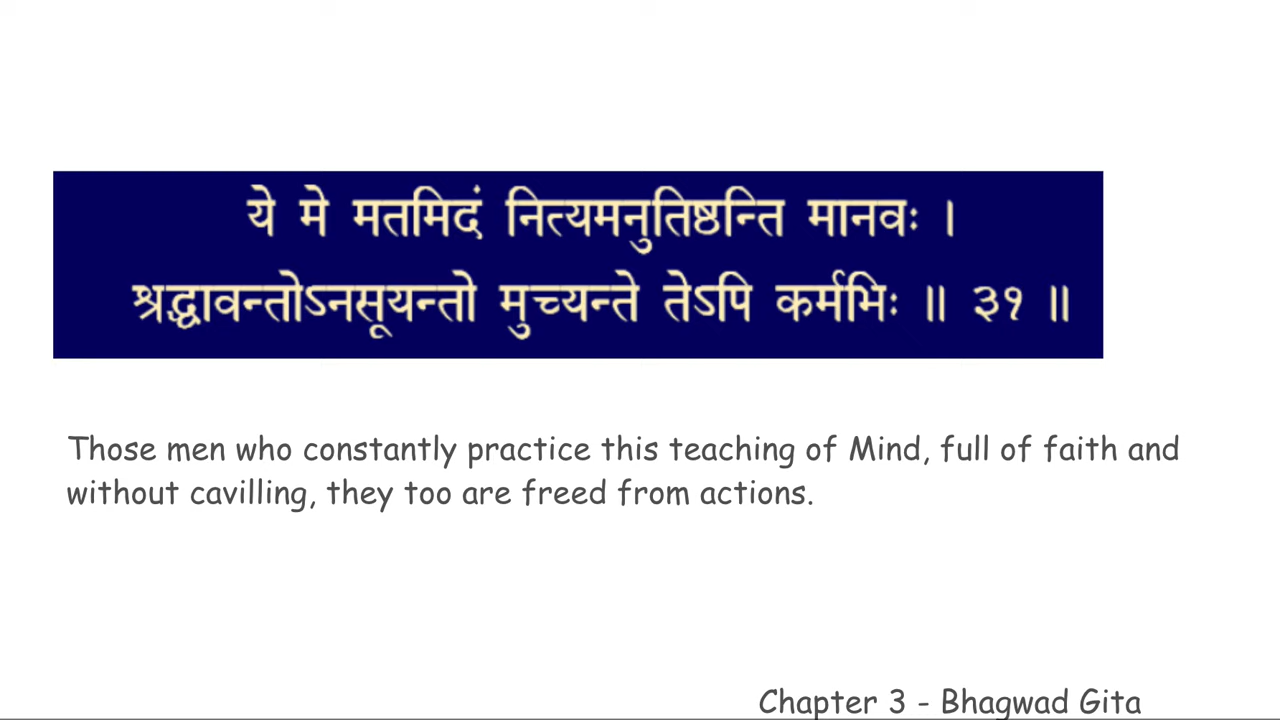 ये मे मतमिदं नित्यमनुतिष्ठन्ति मानवः ।
श्रद्धावन्तोऽनसूयन्तो मुच्यन्ते तेऽपि कर्मभिः ॥ ३१ ॥
Those men who constantly practice this teaching of Mind, full of faith and
without cavilling, they too are freed from actions.
Chapter 3 - Bhagwad Gita